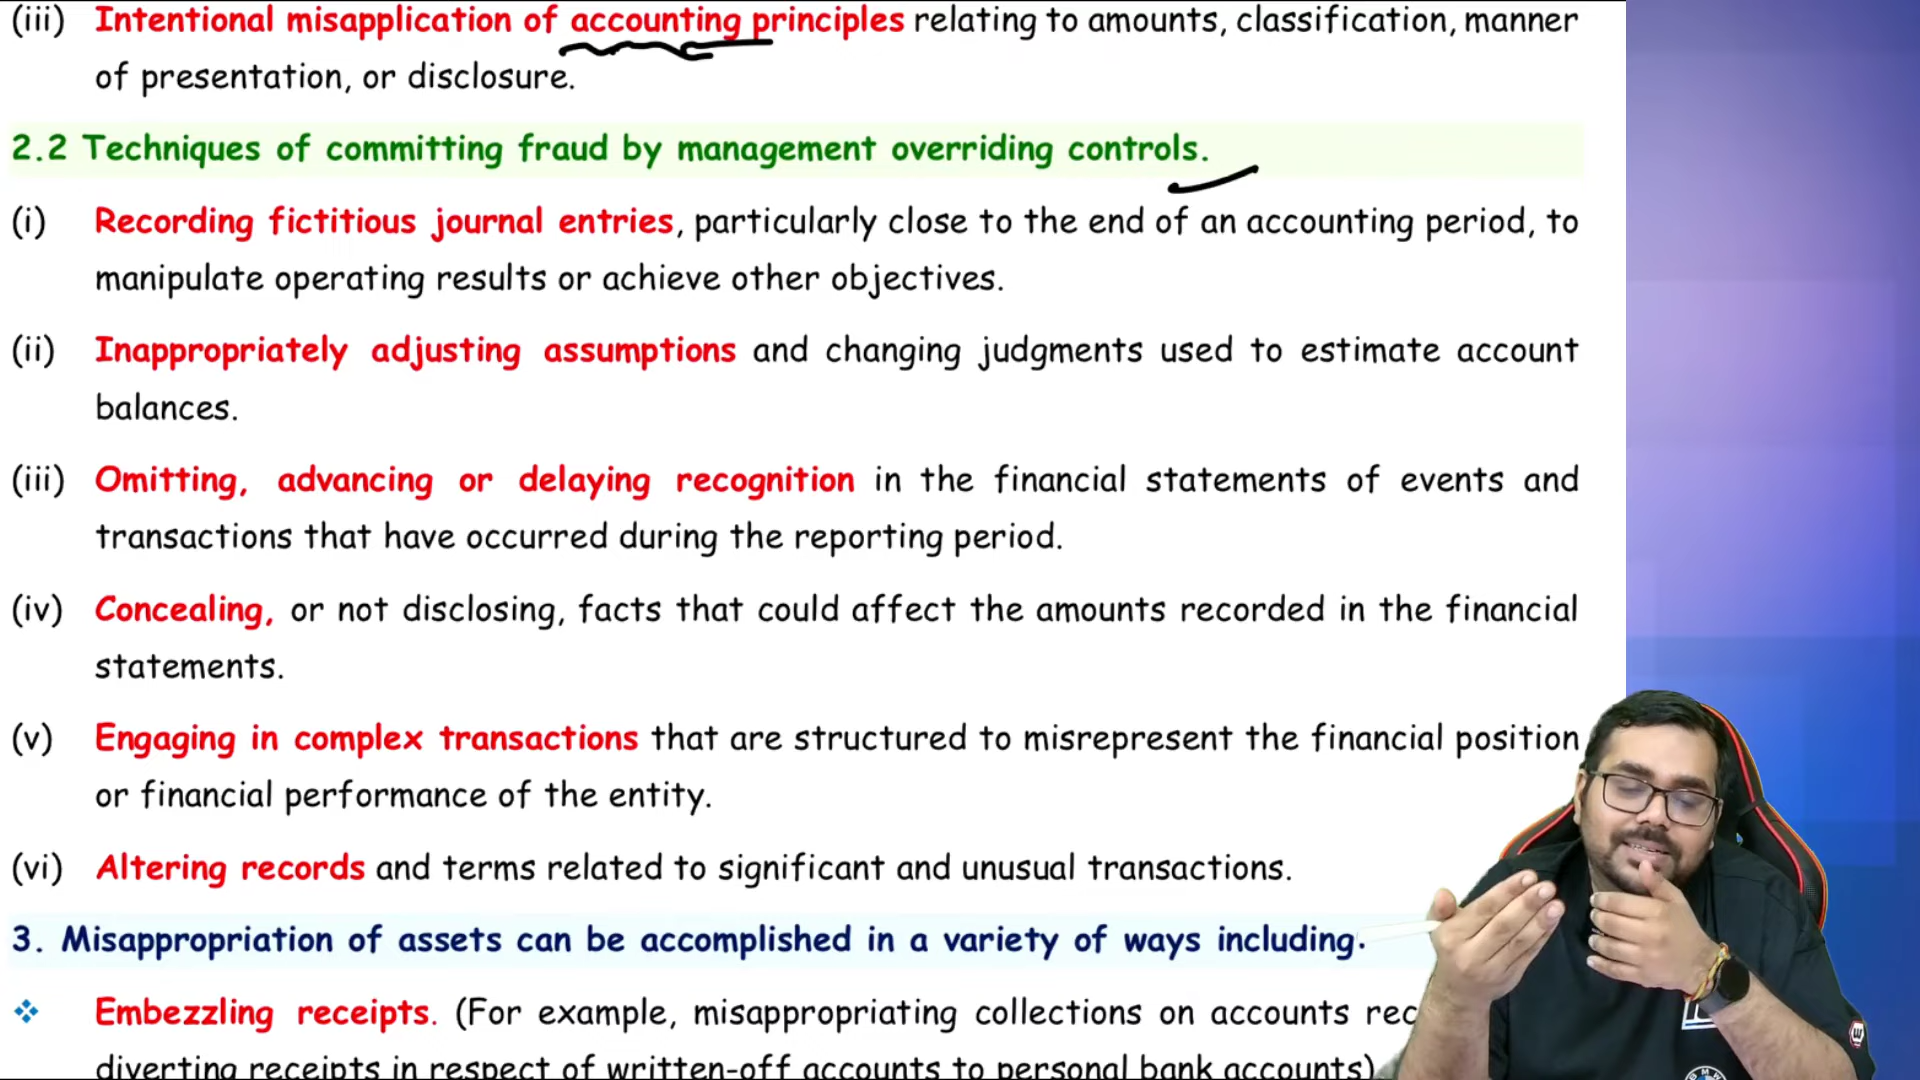 (iii) Intentional misapplication of accounting principles relating to amounts, classification, manner
of presentation, or disclosure.
2.2 Techniques of committing fraud by management overriding controls.
(i) Recording fictitious journal entries, particularly close to the end of an accounting period, to
manipulate operating results or achieve other objectives.
(ii) Inappropriately adjusting assumptions and changing judgments used to estimate account
balances.
(iii) Omitting, advancing or delaying recognition in the financial statements of events and
transactions that have occurred during the reporting period.
(iv) Concealing, or not disclosing, facts that could affect the amounts recorded in the financial
statements.
(v) Engaging in complex transactions that are structured to misrepresent the financial position
or financial performance of the entity.
(vi) Altering records and terms related to significant and unusual transactions.
3. Misappropriation of assets can be accomplished in a variety of ways including.
❖ Embezzling receipts. (For example, misappropriating collections on accounts rec
diverting receipts in respect of written-off accounts to personal bank accounts)